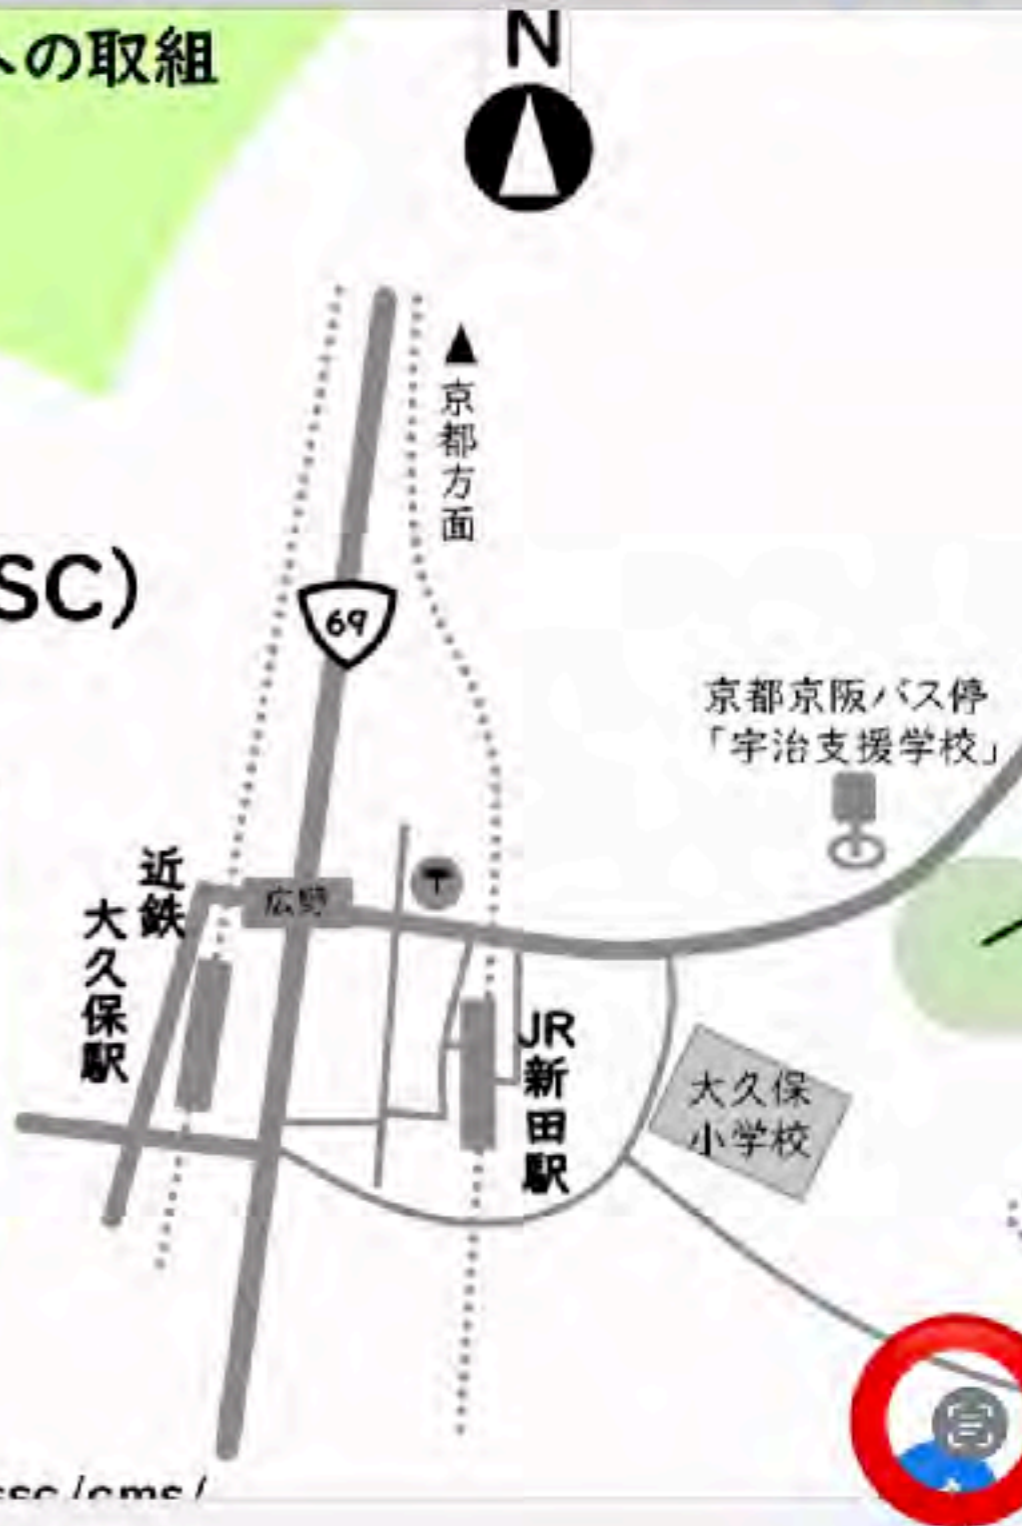 への取組
N
▲京都方面
SC)
69
京都京阪バス停
「宇治支援学校」
近鉄
大久保駅
広野
〒
JR
新田駅
大久保
小学校
ssc/cms/